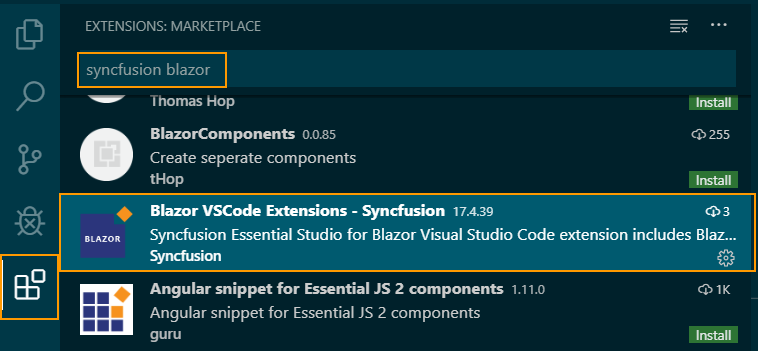 EXTENSIONS: MARKETPLACE
syncfusion blazor
Thomas Hop
Install
BlazorComponents 0.0.85 255
Create seperate components
tHop
Install
Blazor VSCode Extensions - Syncfusion 17.4.39 3
BLAZOR
Syncfusion Essential Studio for Blazor Visual Studio Code extension includes Blaz...
Syncfusion
Angular snippet for Essential JS 2 components 1.11.0 1K
Angular snippet for Essential JS 2 components
guru
Install